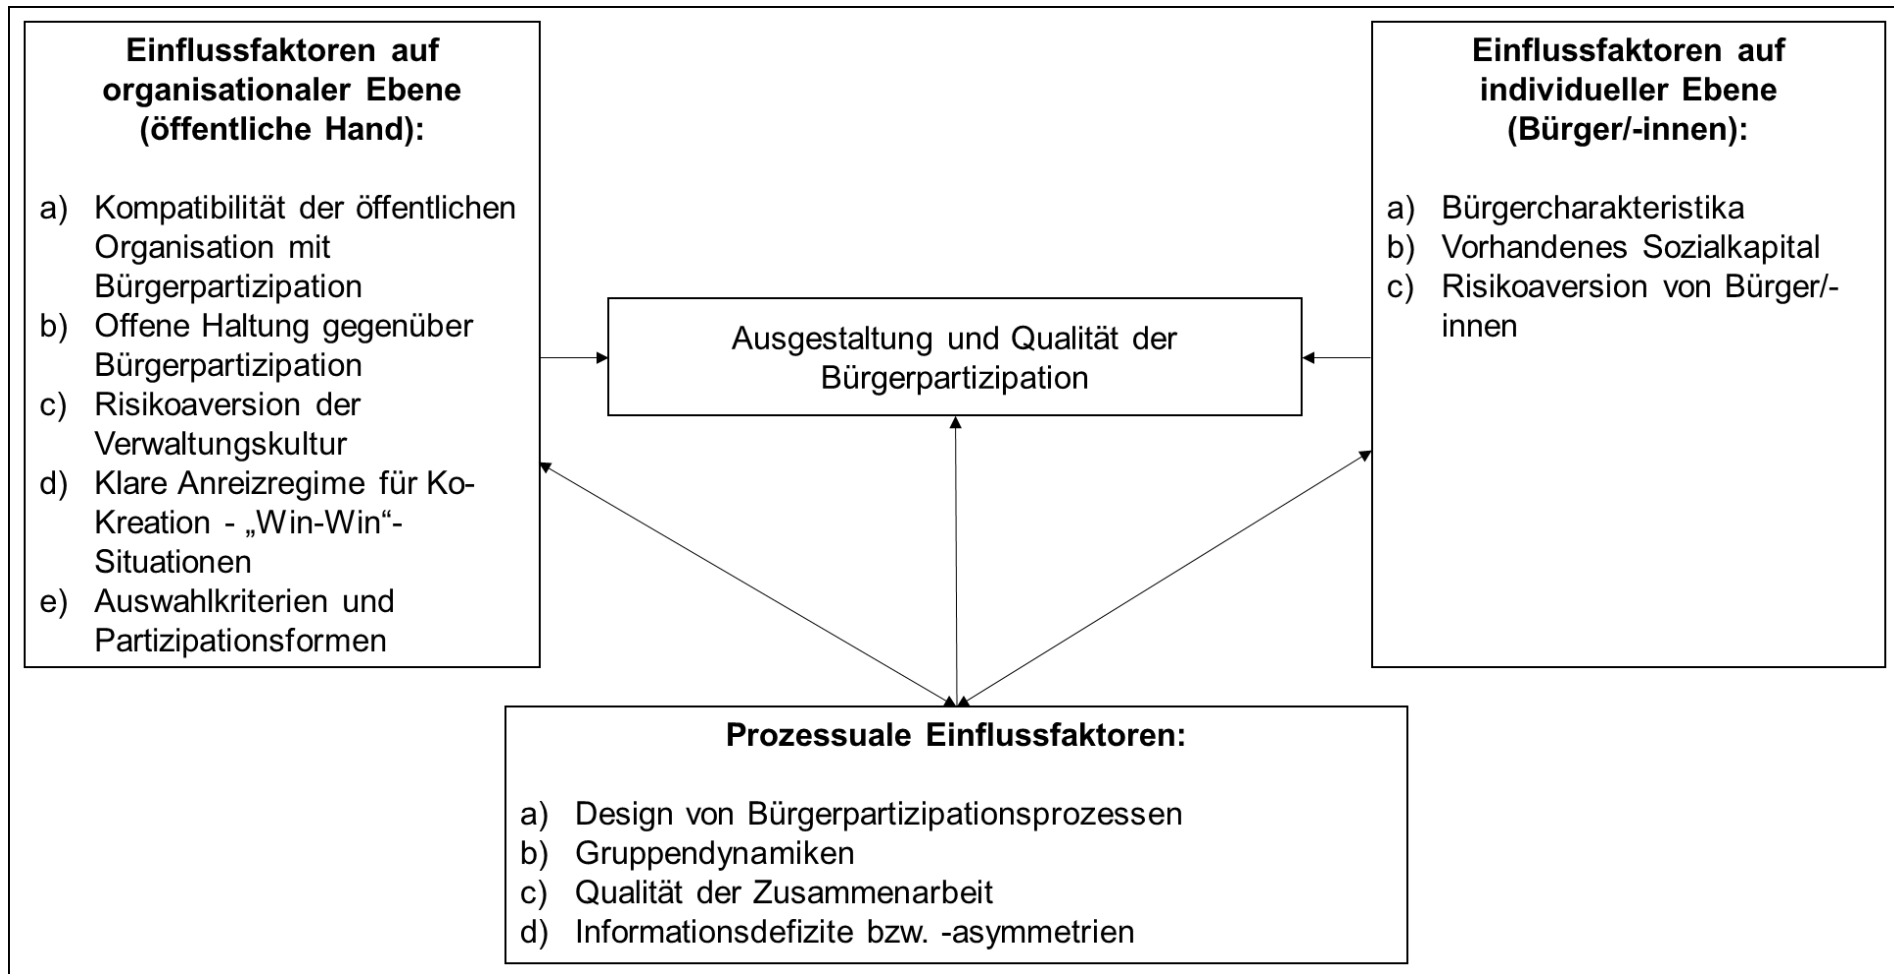 Einflussfaktoren auf
organisationaler Ebene
(öffentliche Hand):
a) Kompatibilität der öffentlichen
Organisation mit
Bürgerpartizipation
b) Offene Haltung gegenüber
Bürgerpartizipation
c) Risikoaversion der
Verwaltungskultur
d) Klare Anreizregime für Ko-
Kreation - „Win-Win“-
Situationen
e) Auswahlkriterien und
Partizipationsformen
Ausgestaltung und Qualität der
Bürgerpartizipation
Einflussfaktoren auf
individueller Ebene
(Bürger/-innen):
a) Bürgercharakteristika
b) Vorhandenes Sozialkapital
c) Risikoaversion von Bürger/-
innen
Prozessuale Einflussfaktoren:
a) Design von Bürgerpartizipationsprozessen
b) Gruppendynamiken
c) Qualität der Zusammenarbeit
d) Informationsdefizite bzw. -asymmetrien